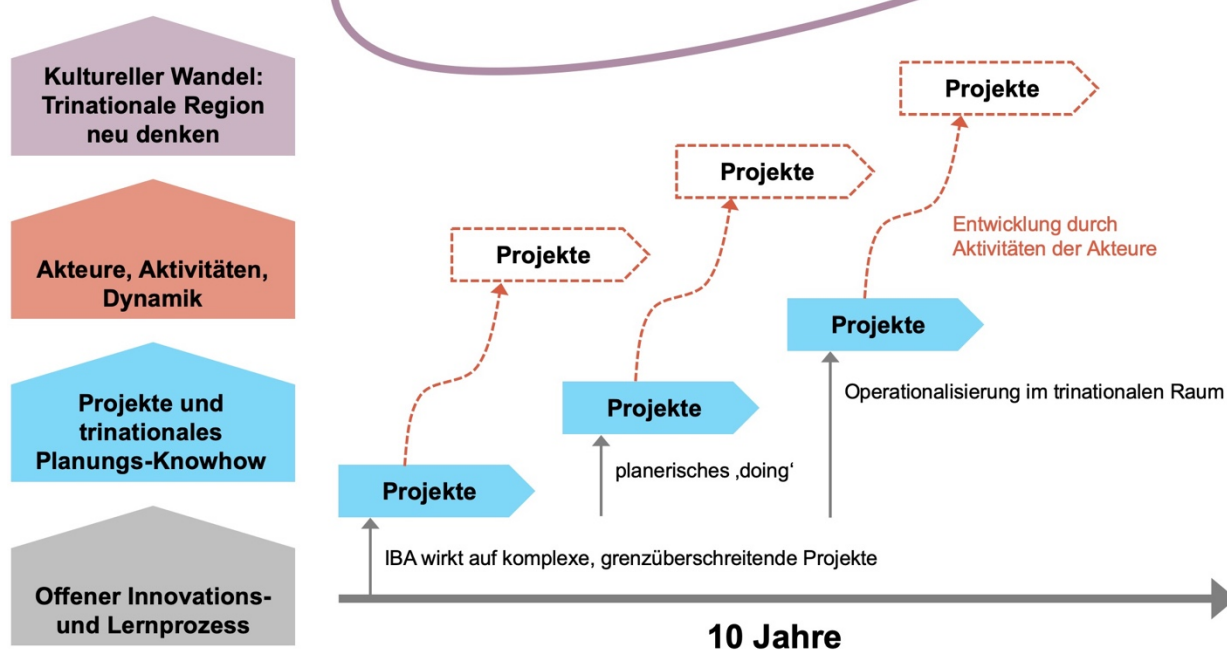 Kultureller Wandel:
Trinationale Region
neu denken
Akteure, Aktivitäten,
Dynamik
Projekte und
trinationales
Planungs-Knowhow
Offener Innovations-
und Lernprozess
Projekte
Projekte
Projekte
Entwicklung durch
Aktivitäten der Akteure
Projekte
Operationalisierung im trinationalen Raum
Projekte
planerisches ‚doing‘
Projekte
IBA wirkt auf komplexe, grenzüberschreitende Projekte
10 Jahre